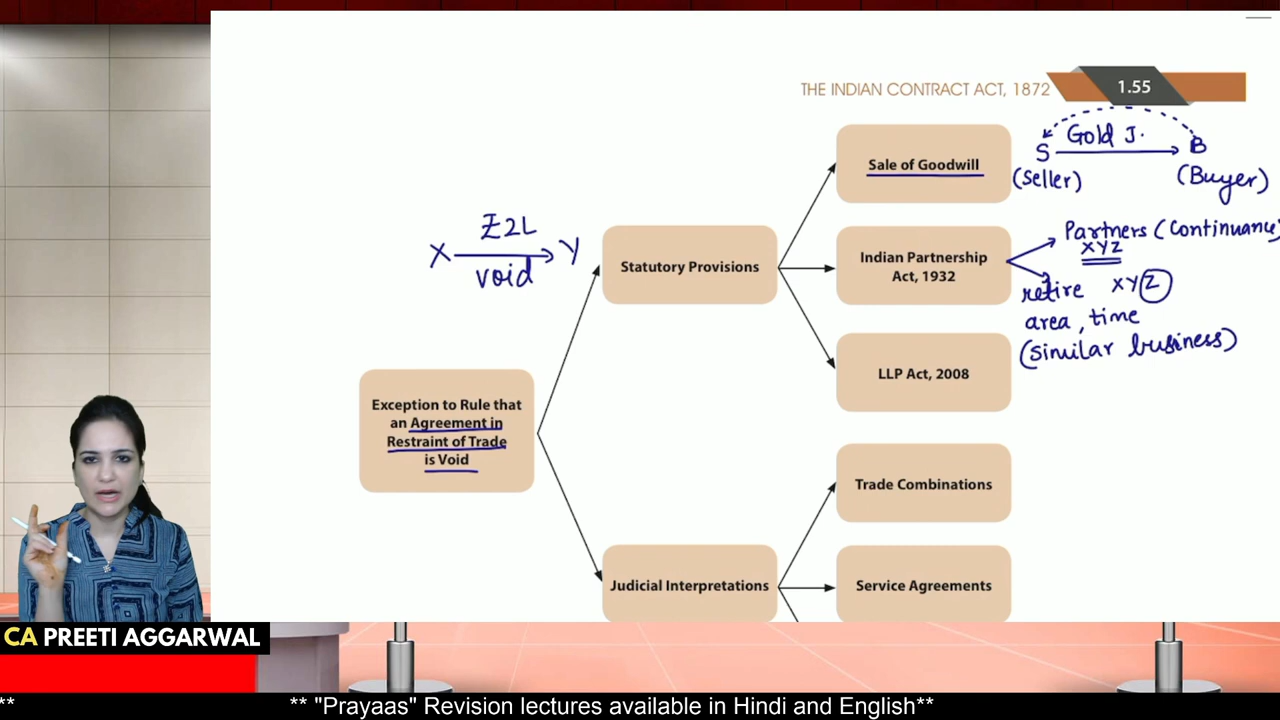 THE INDIAN CONTRACT ACT, 1872
1.55
Sale of Goodwill
S Gold J. B
(Seller)
(Buyer)
X Z2L Y
void
Statutory Provisions
Indian Partnership
Act, 1932
Partners (Continuance)
XYZ
retire XYZ
area, time
(similar business)
LLP Act, 2008
Exception to Rule that
an Agreement in
Restraint of Trade
is Void
Trade Combinations
Judicial Interpretations
Service Agreements
CA PREETI AGGARWAL
** ** "Prayaas" Revision lectures available in Hindi and English**